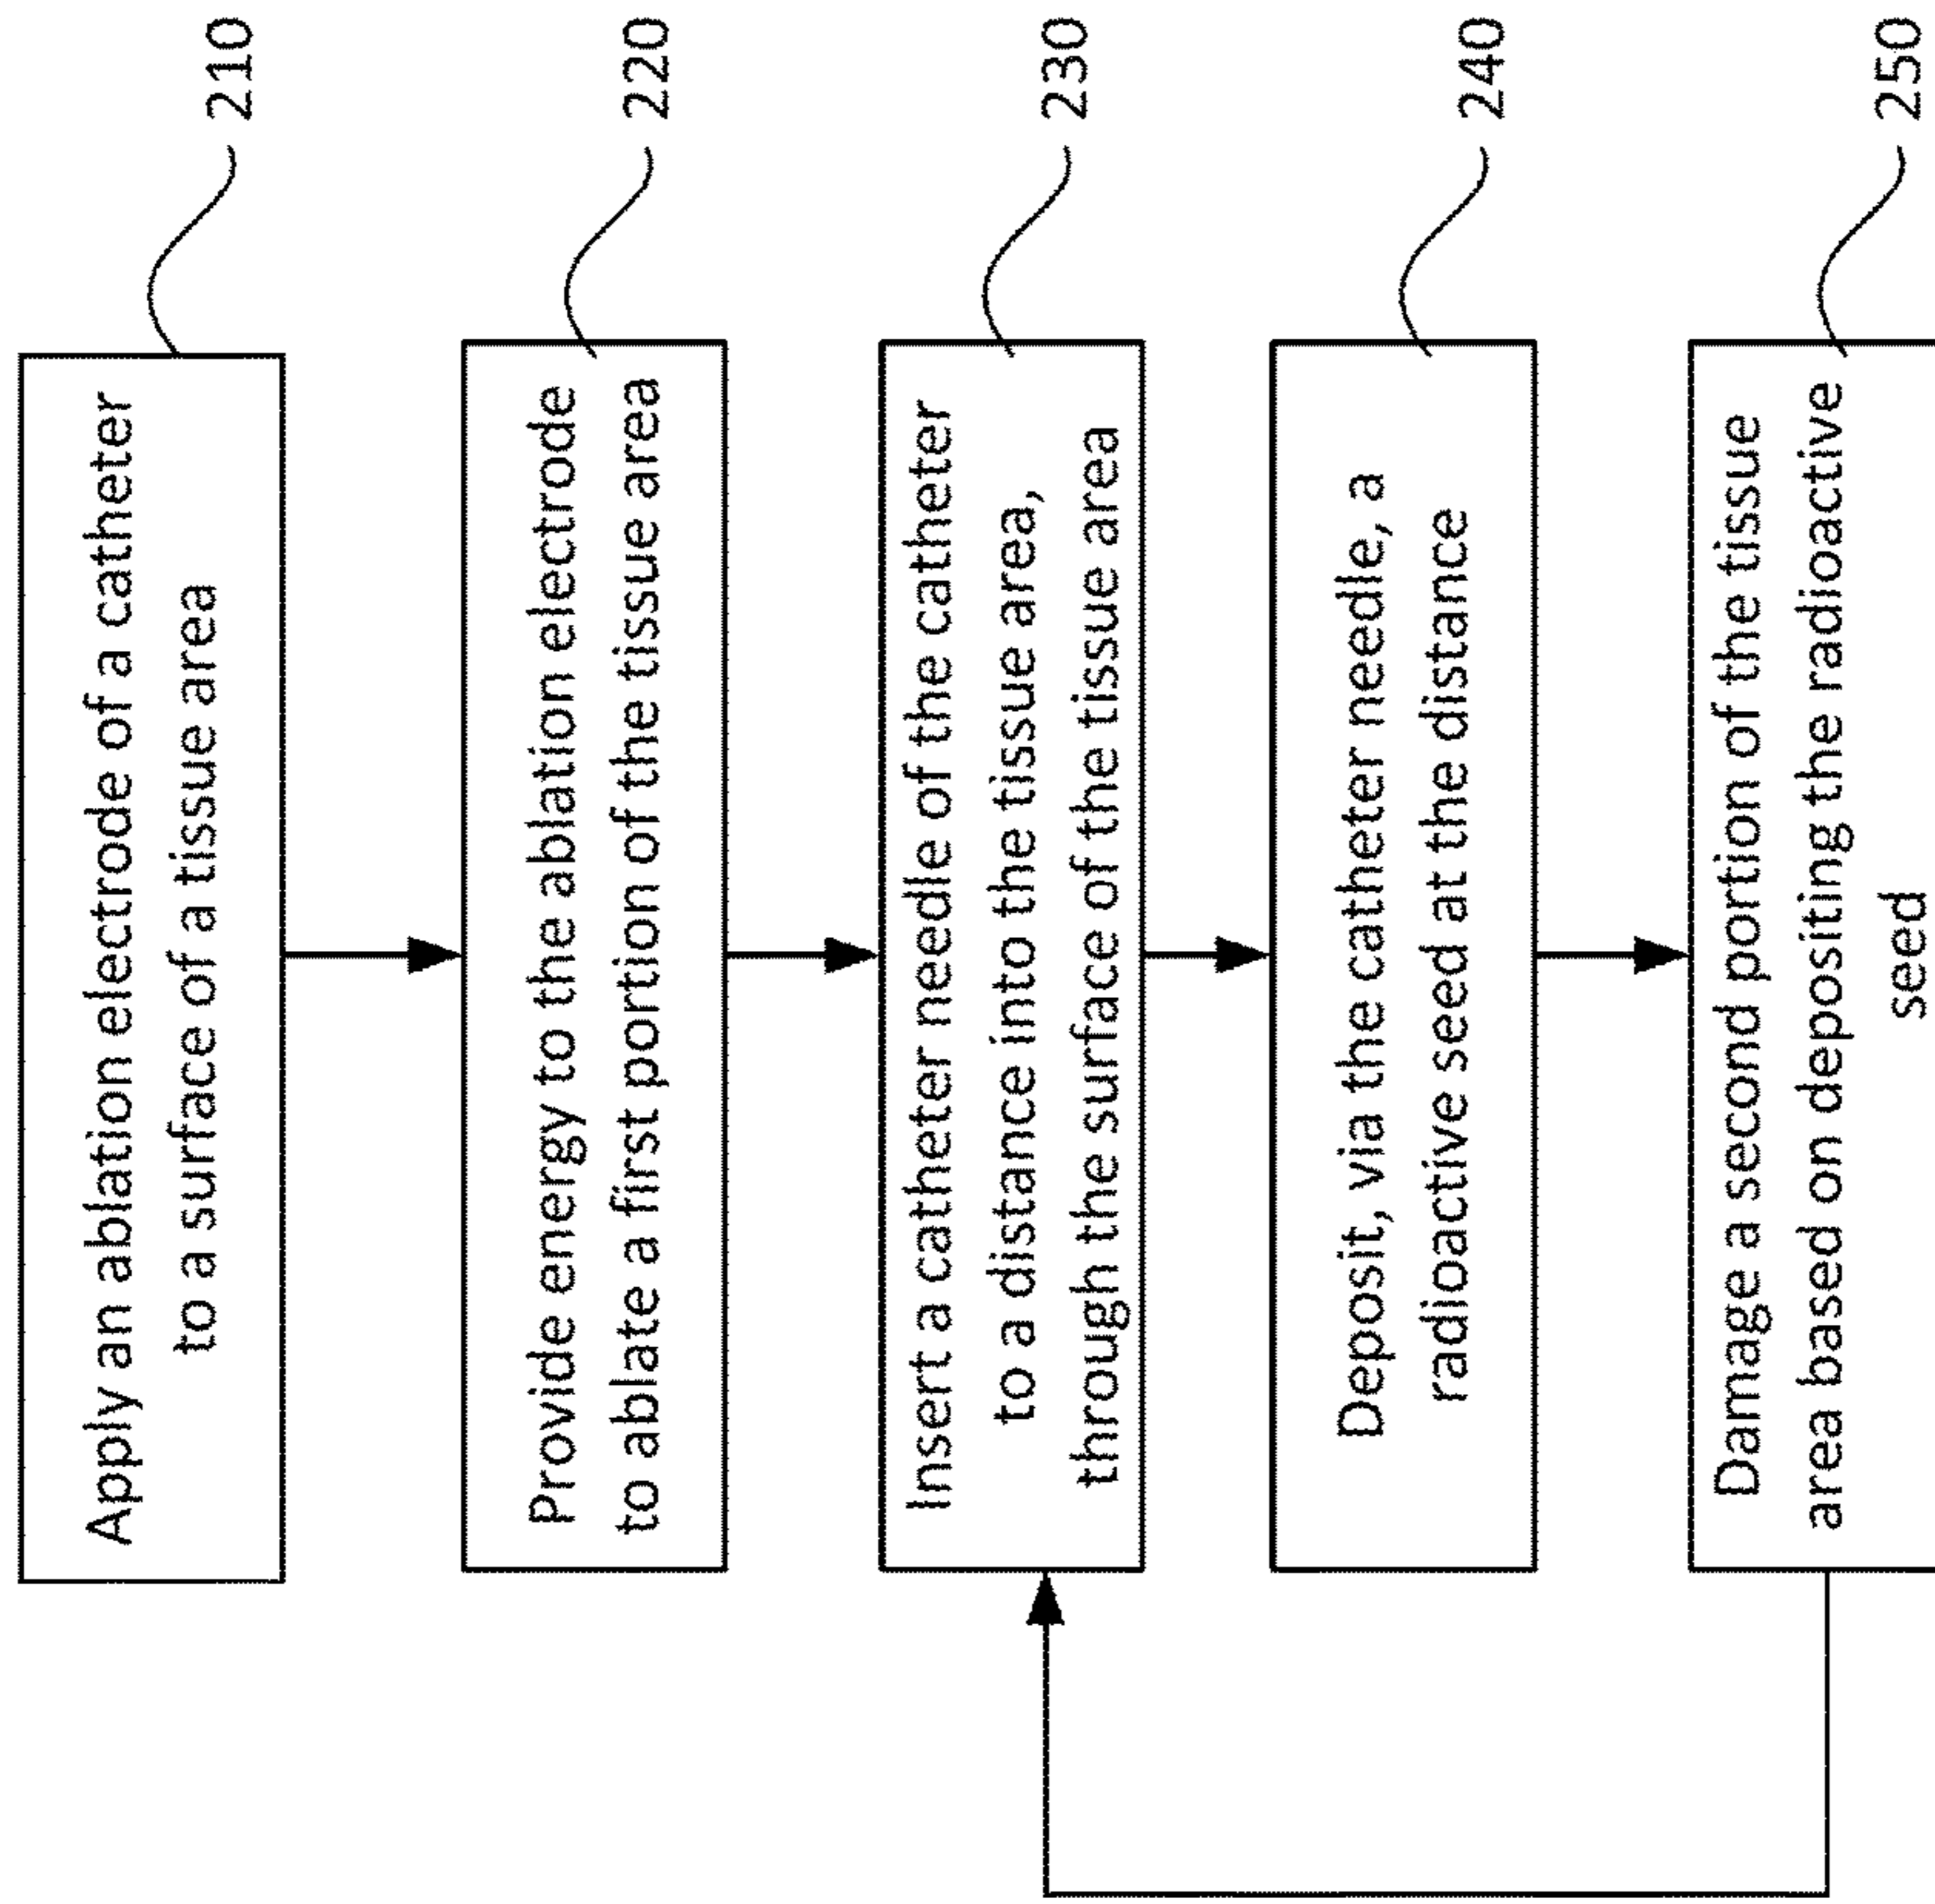 Apply an ablation electrode of a catheter
to a surface of a tissue area
210
Provide energy to the ablation electrode
to ablate a first portion of the tissue area
220
Insert a catheter needle of the catheter
to a distance into the tissue area,
through the surface of the tissue area
230
Deposit, via the catheter needle, a
radioactive seed at the distance
240
Damage a second portion of the tissue
area based on depositing the radioactive
seed
250